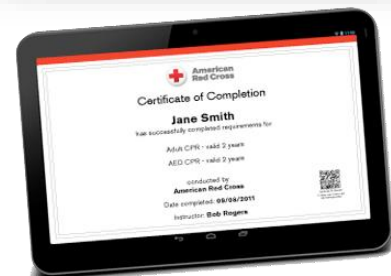 American
Red Cross
Certificate of Completion
Jane Smith
has successfully completed requirements for
Adult CPR - valid 2 years
AED CPR - valid 2 years
conducted by
American Red Cross
Date completed: 09/08/2011
Instructor: Bob Rogers